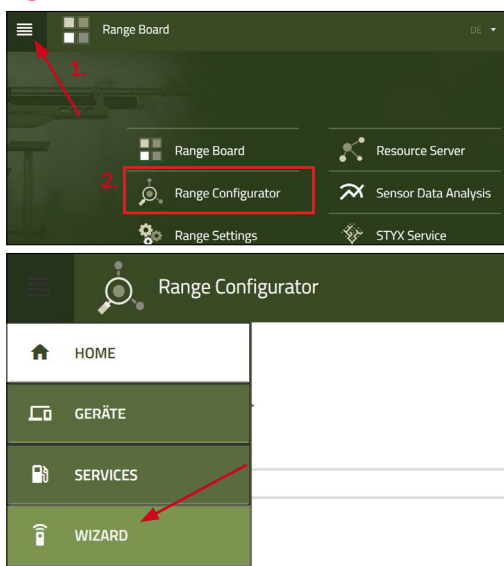 Range Board
DE
1.
Range Board
Resource Server
2.
Range Configurator
Sensor Data Analysis
Range Settings
STYX Service
Range Configurator
HOME
GERÄTE
SERVICES
WIZARD